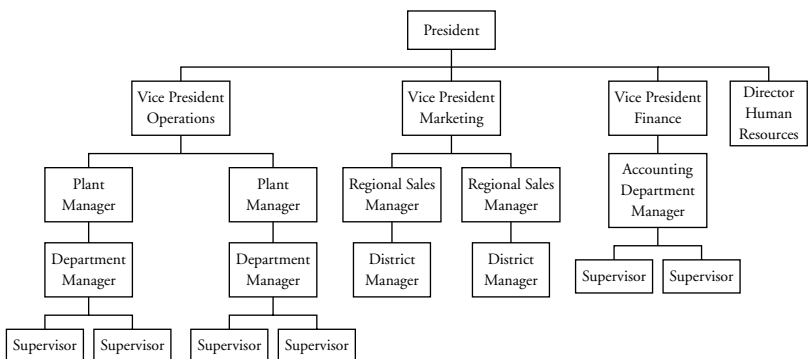 President
Vice President
Operations
Vice President
Marketing
Vice President
Finance
Director
Human
Resources
Plant
Manager
Plant
Manager
Regional Sales
Manager
Regional Sales
Manager
Accounting
Department
Manager
Department
Manager
Department
Manager
District
Manager
District
Manager
Supervisor
Supervisor
Supervisor
Supervisor
Supervisor
Supervisor